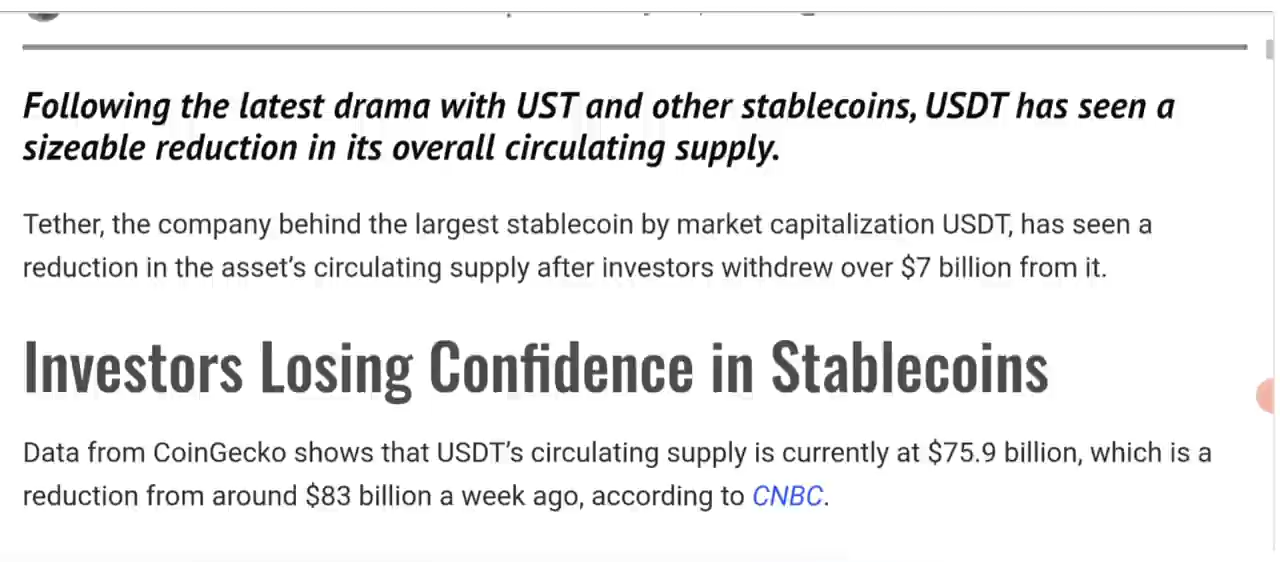 Following the latest drama with UST and other stablecoins, USDT has seen a
sizeable reduction in its overall circulating supply.
Tether, the company behind the largest stablecoin by market capitalization USDT, has seen a
reduction in the asset’s circulating supply after investors withdrew over $7 billion from it.
Investors Losing Confidence in Stablecoins
Data from CoinGecko shows that USDT’s circulating supply is currently at $75.9 billion, which is a
reduction from around $83 billion a week ago, according to CNBC.